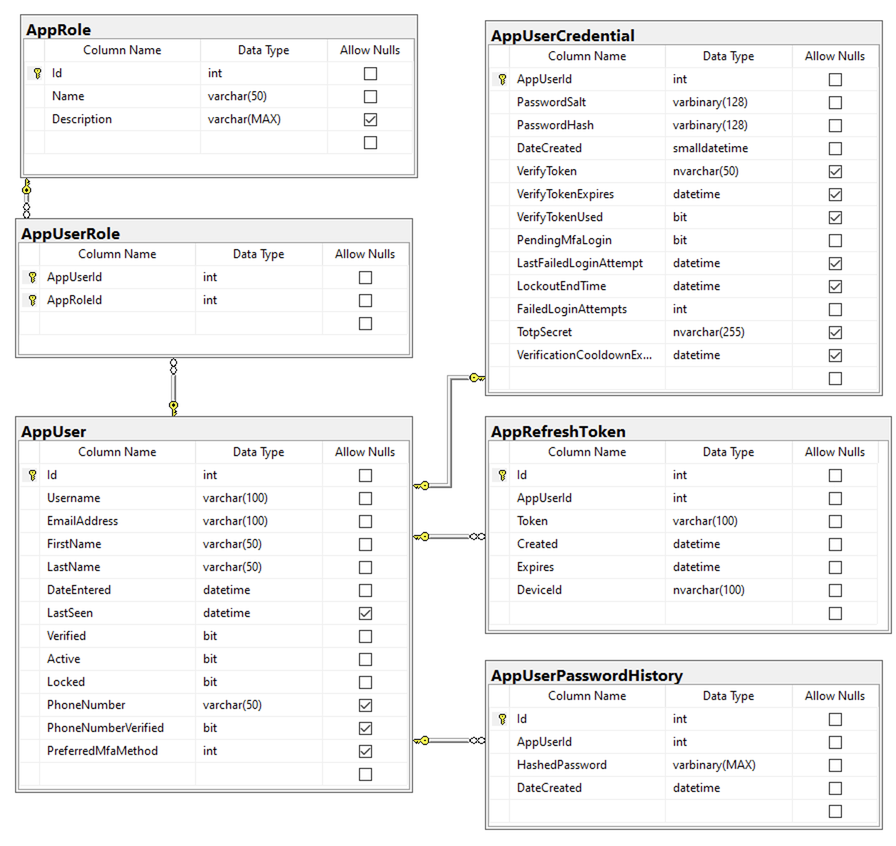 AppRole
Column Name Data Type Allow Nulls
Id int
Name varchar(50)
Description varchar(MAX)
AppUserRole
Column Name Data Type Allow Nulls
AppUserId int
AppRoleId int
AppUser
Column Name Data Type Allow Nulls
Id int
Username varchar(100)
EmailAddress varchar(100)
FirstName varchar(50)
LastName varchar(50)
DateEntered datetime
LastSeen datetime
Verified bit
Active bit
Locked bit
PhoneNumber varchar(50)
PhoneNumberVerified bit
PreferredMfaMethod int
AppUserCredential
Column Name Data Type Allow Nulls
AppUserId int
PasswordSalt varbinary(128)
PasswordHash varbinary(128)
DateCreated smalldatetime
VerifyToken nvarchar(50)
VerifyTokenExpires datetime
VerifyTokenUsed bit
PendingMfaLogin bit
LastFailedLoginAttempt datetime
LockoutEndTime datetime
FailedLoginAttempts int
TotpSecret nvarchar(255)
VerificationCooldownEx... datetime
AppRefreshToken
Column Name Data Type Allow Nulls
Id int
AppUserId int
Token varchar(100)
Created datetime
Expires datetime
DeviceId nvarchar(100)
AppUserPasswordHistory
Column Name Data Type Allow Nulls
Id int
AppUserId int
HashedPassword varbinary(MAX)
DateCreated datetime